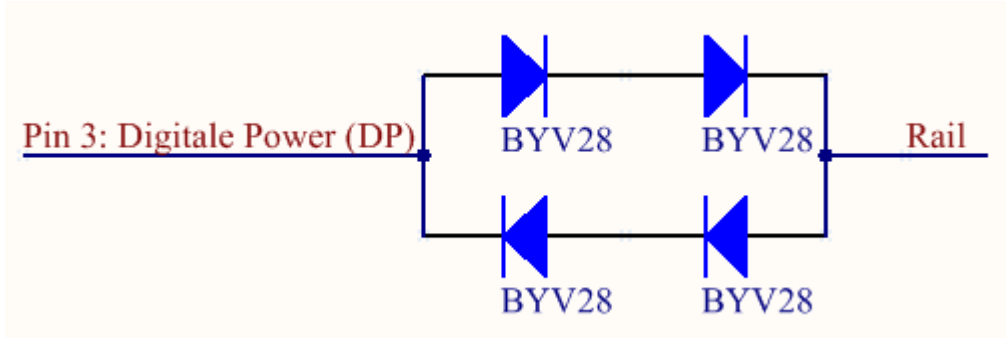 Pin 3: Digitale Power (DP)
Rail
BYV28
BYV28
BYV28
BYV28